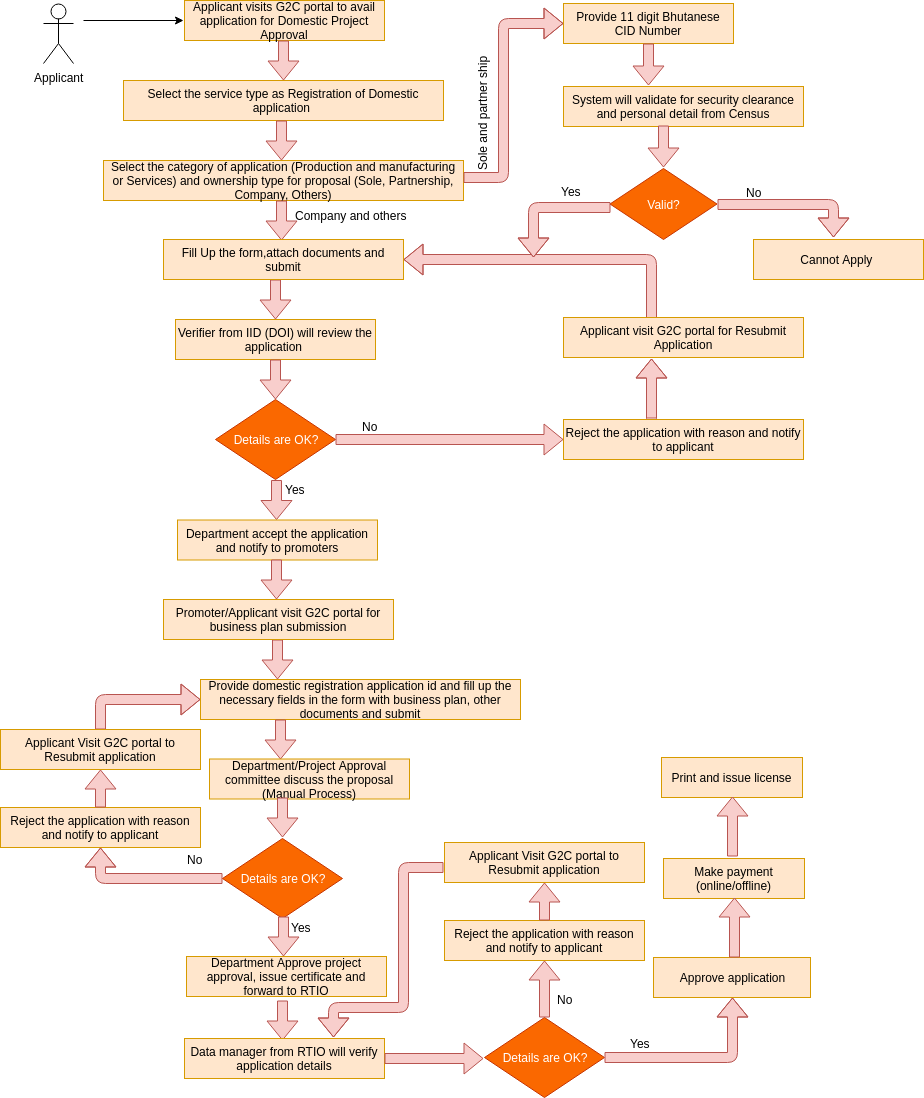 Applicant visits G2C portal to avail
application for Domestic Project
Approval
Applicant
Select the service type as Registration of Domestic
application
Select the category of application (Production and manufacturing
or Services) and ownership type for proposal (Sole, Partnership,
Company, Others)
Sole and partner ship
Provide 11 digit Bhutanese
CID Number
System will validate for security clearance
and personal detail from Census
Valid?
Yes
No
Cannot Apply
Company and others
Fill Up the form,attach documents and
submit
Verifier from IID (DOI) will review the
application
Applicant visit G2C portal for Resubmit
Application
Details are OK?
No
Reject the application with reason and notify
to applicant
Yes
Department accept the application
and notify to promoters
Promoter/Applicant visit G2C portal for
business plan submission
Provide domestic registration application id and fill up the
necessary fields in the form with business plan, other
documents and submit
Applicant Visit G2C portal to
Resubmit application
Department/Project Approval
committee discuss the proposal
(Manual Process)
Reject the application with reason
and notify to applicant
No
Details are OK?
Yes
Department Approve project
approval, issue certificate and
forward to RTIO
Data manager from RTIO will verify
application details
Applicant Visit G2C portal to
Resubmit application
Reject the application with reason
and notify to applicant
No
Details are OK?
Yes
Approve application
Make payment
(online/offline)
Print and issue license